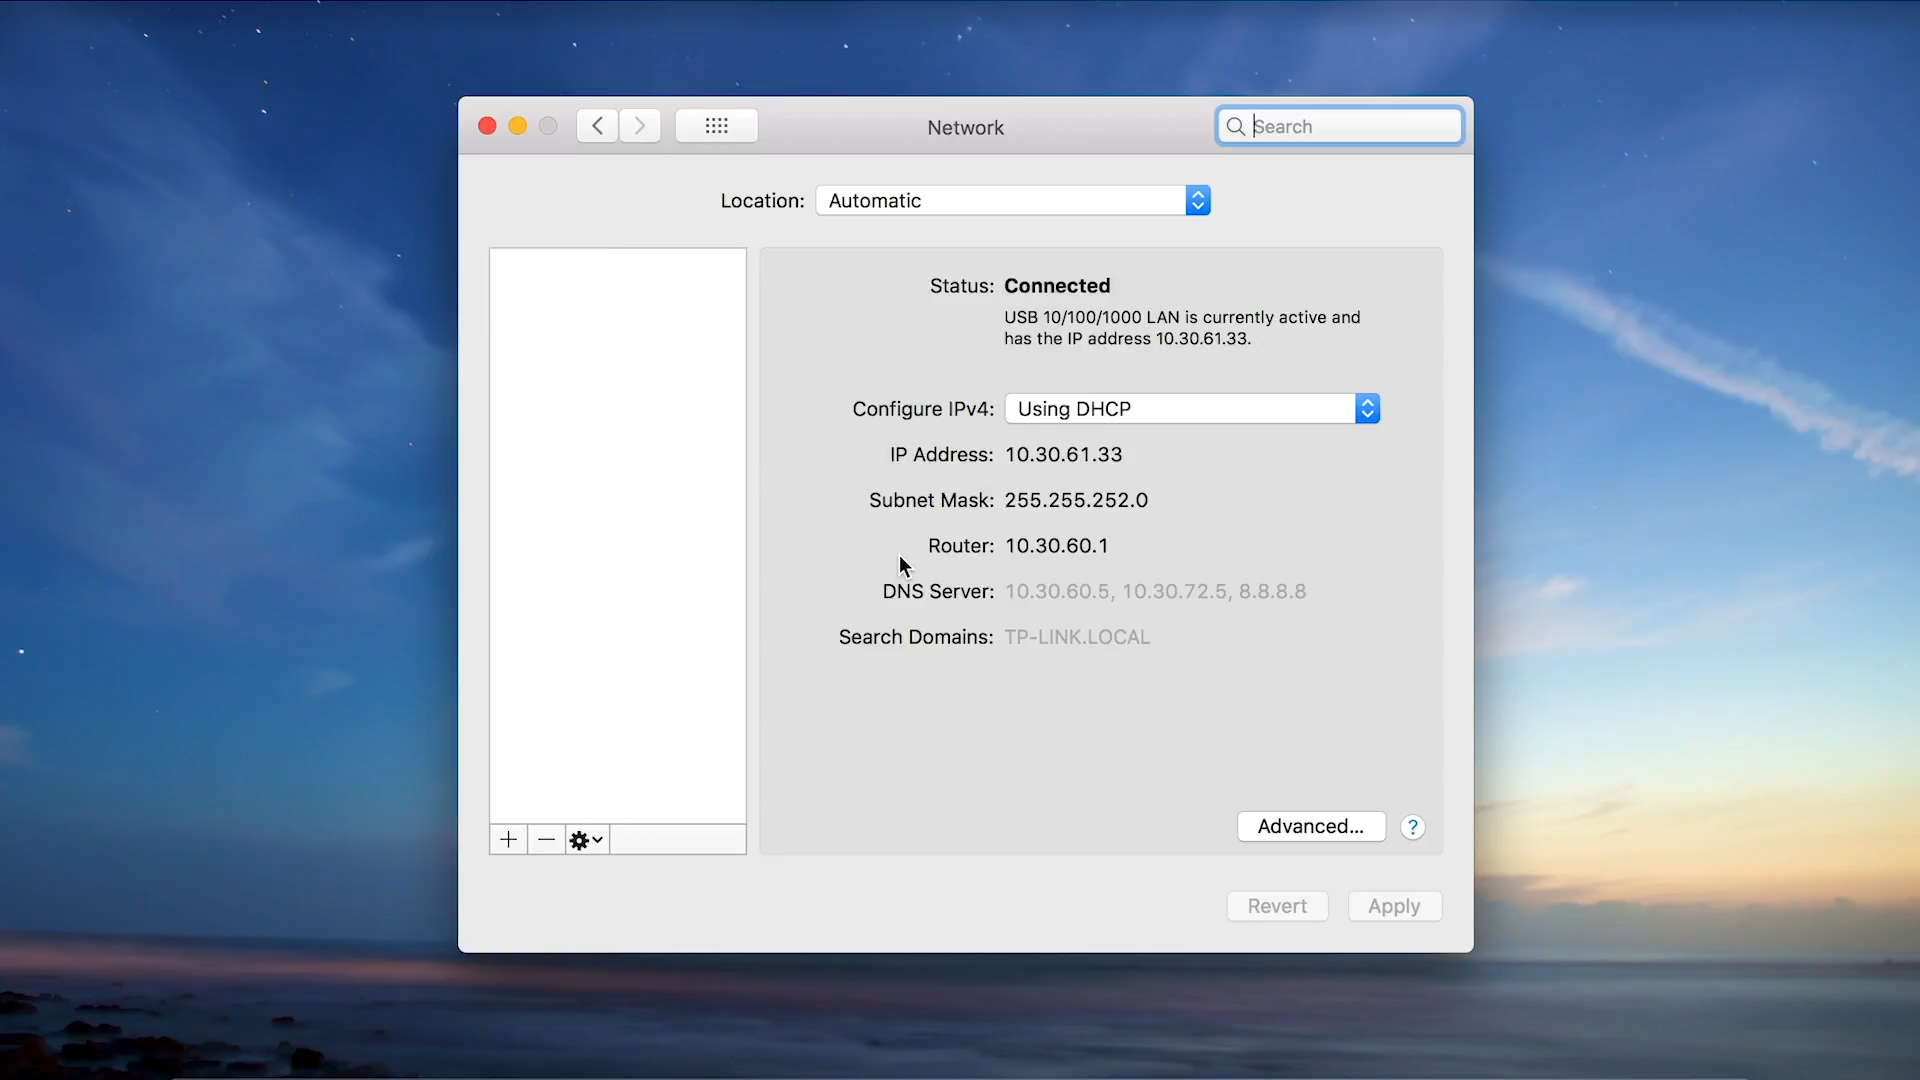 Network
Search
Location: Automatic
Status: Connected
USB 10/100/1000 LAN is currently active and
has the IP address 10.30.61.33.
Configure IPv4: Using DHCP
IP Address: 10.30.61.33
Subnet Mask: 255.255.252.0
Router: 10.30.60.1
DNS Server: 10.30.60.5, 10.30.72.5, 8.8.8.8
Search Domains: TP-LINK.LOCAL
Advanced... ?
Revert Apply